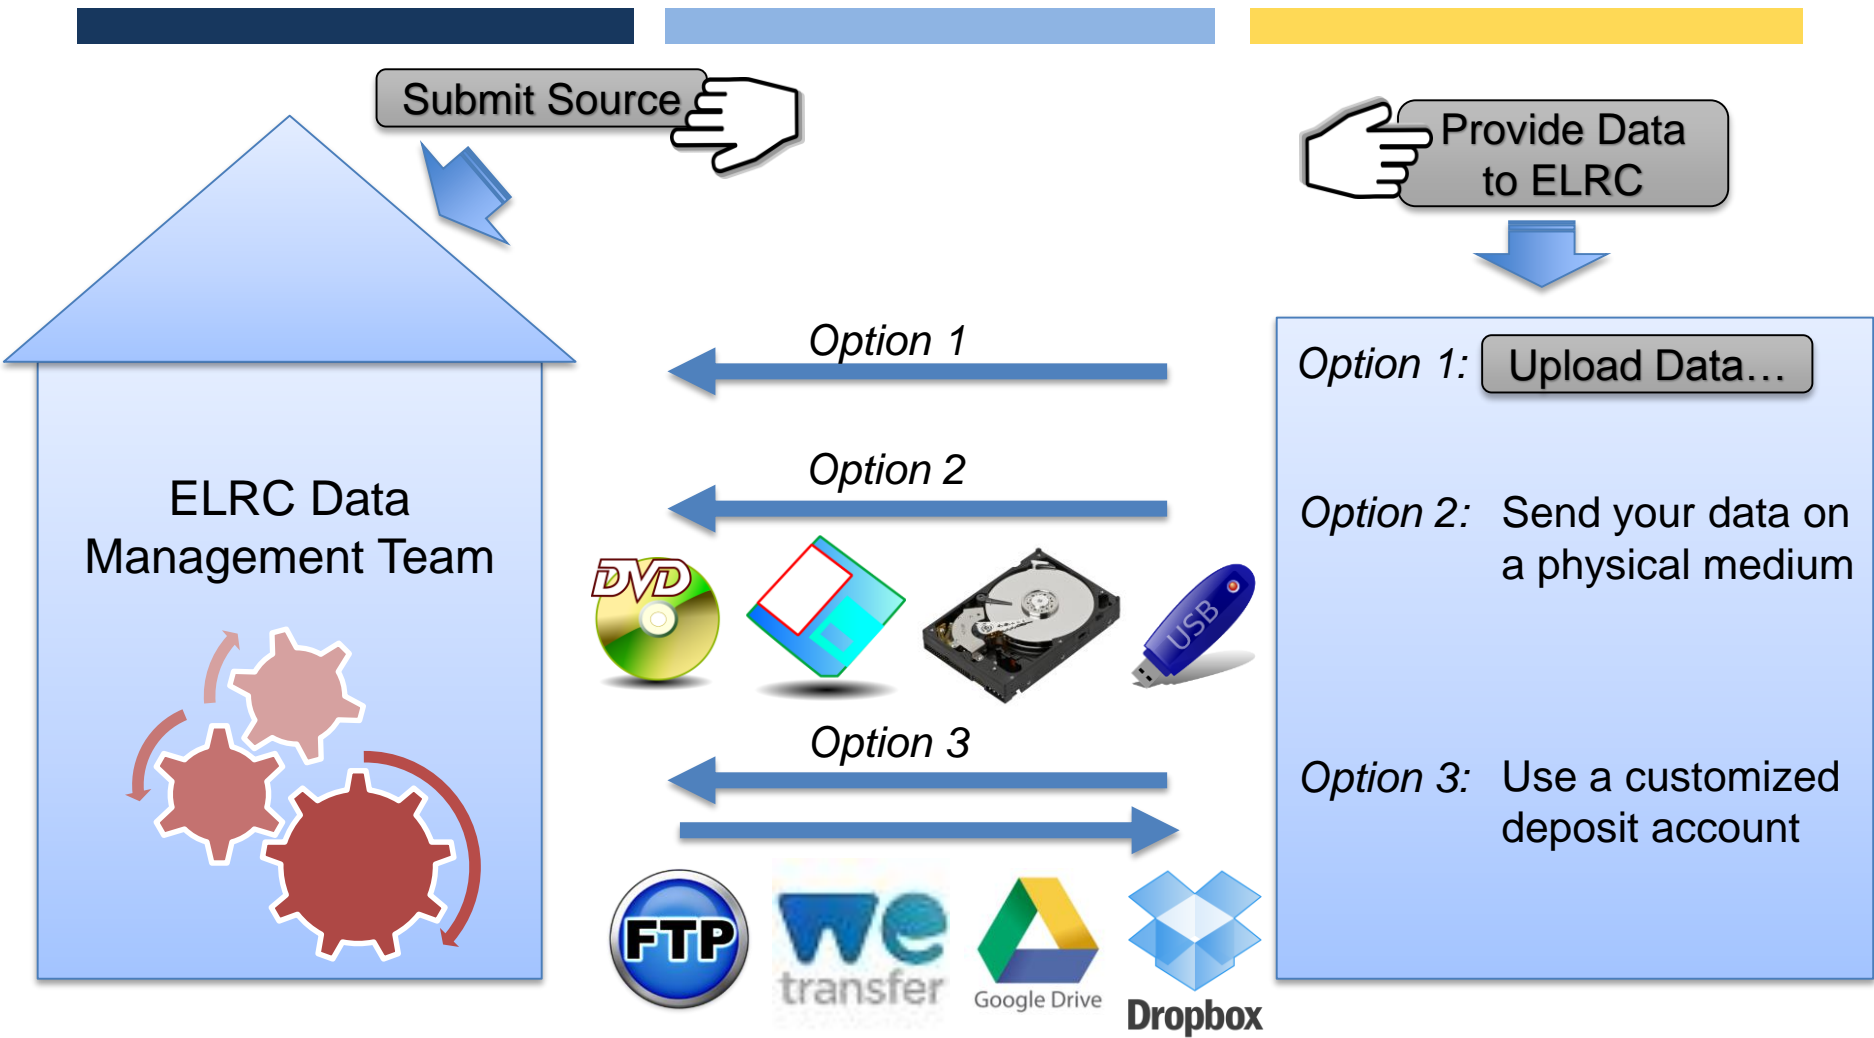 Submit Source
Provide Data
to ELRC
ELRC Data
Management Team
Option 1
Option 2
DVD
USB
Option 3
FTP
we
transfer
Google Drive
Dropbox
Option 1: Upload Data...
Option 2: Send your data on
a physical medium
Option 3: Use a customized
deposit account